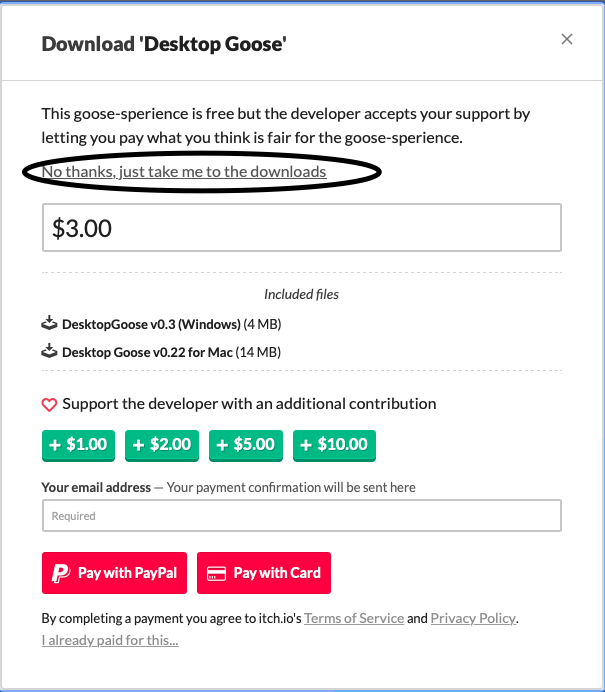 Download 'Desktop Goose'
This goose-sperience is free but the developer accepts your support by
letting you pay what you think is fair for the goose-sperience.
No thanks, just take me to the downloads
$3.00
Included files
DesktopGoose v0.3 (Windows) (4 MB)
Desktop Goose v0.22 for Mac (14 MB)
Support the developer with an additional contribution
+ $1.00 + $2.00 + $5.00 + $10.00
Your email address — Your payment confirmation will be sent here
Required
Pay with PayPal Pay with Card
By completing a payment you agree to itch.io's Terms of Service and Privacy Policy.
I already paid for this...